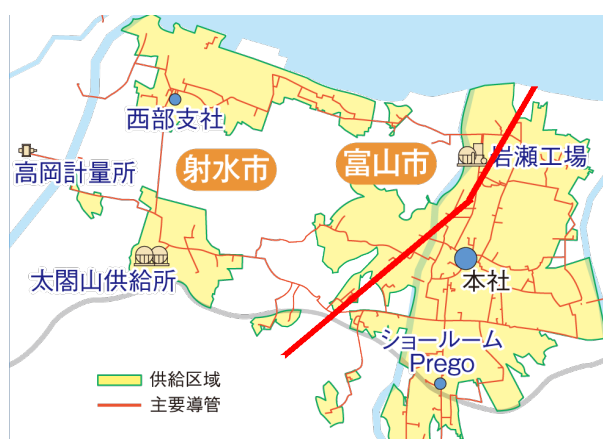 西部支社
高岡計量所
射水市
富山市
岩瀬工場
太閤山供給所
本社
ショールーム
Prego
供給区域
主要導管